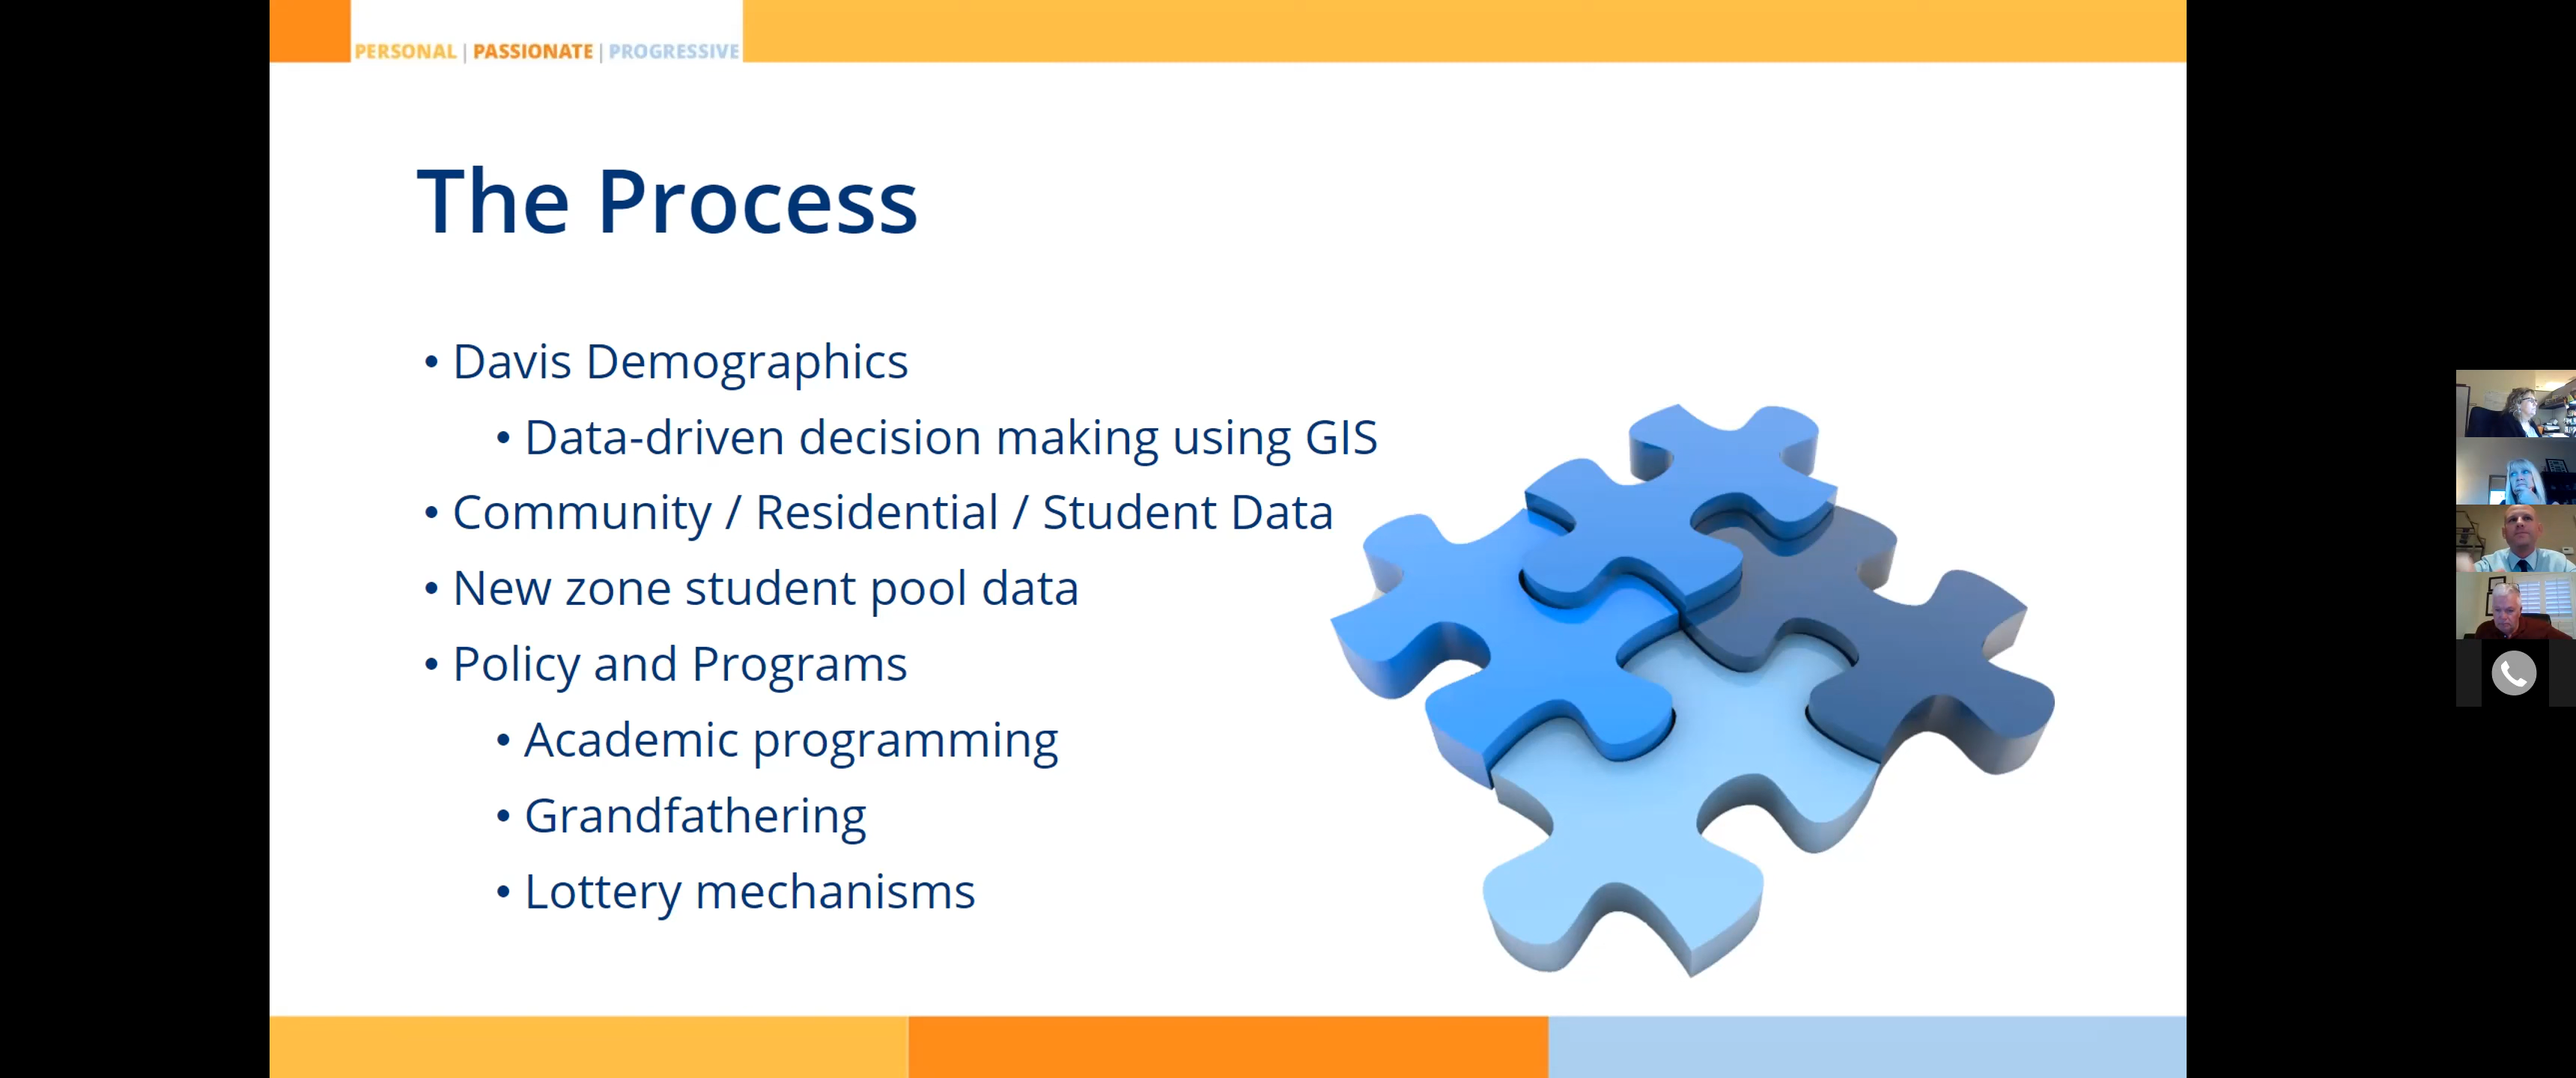 PERSONAL | PASSIONATE | PROGRESSIVE
The Process
• Davis Demographics
• Data-driven decision making using GIS
• Community / Residential / Student Data
• New zone student pool data
• Policy and Programs
• Academic programming
• Grandfathering
• Lottery mechanisms